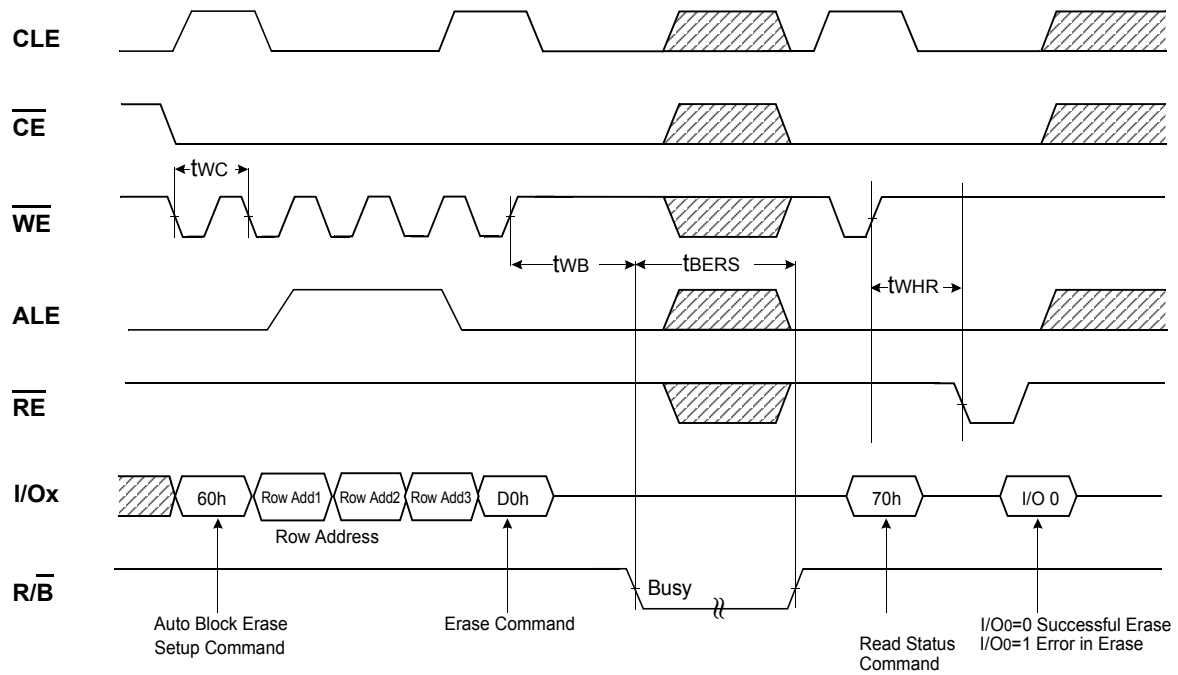 CLE
CE
tWC
WE
tWB
tBERS
tWHR
ALE
RE
I/Ox
60h
Row Add1
Row Add2
Row Add3
D0h
70h
I/O 0
Row Address
R/B
Busy
Auto Block Erase
Setup Command
Erase Command
Read Status
Command
I/O0=0 Successful Erase
I/O0=1 Error in Erase